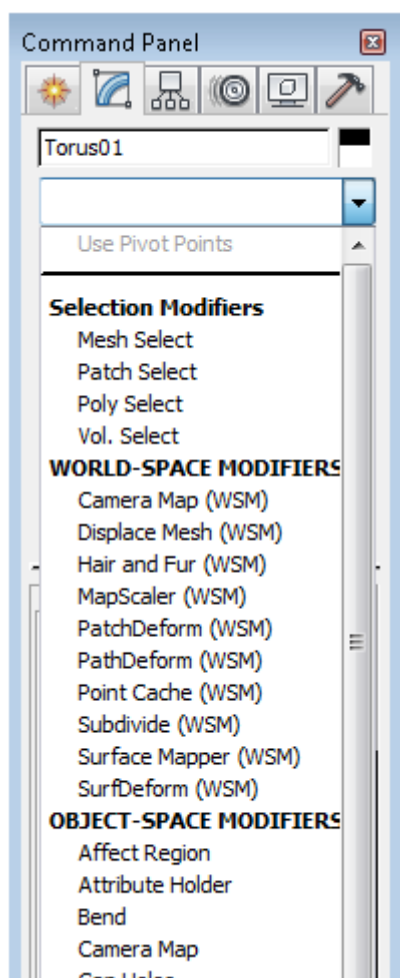 Command Panel
Torus01
Use Pivot Points
Selection Modifiers
Mesh Select
Patch Select
Poly Select
Vol. Select
WORLD-SPACE MODIFIERS
Camera Map (WSM)
Displace Mesh (WSM)
Hair and Fur (WSM)
MapScaler (WSM)
PatchDeform (WSM)
PathDeform (WSM)
Point Cache (WSM)
Subdivide (WSM)
Surface Mapper (WSM)
SurfDeform (WSM)
OBJECT-SPACE MODIFIERS
Affect Region
Attribute Holder
Bend
Camera Map